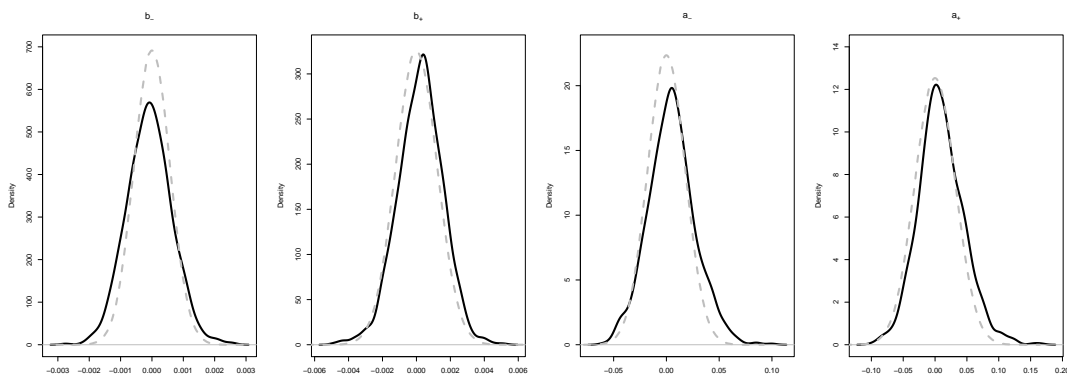 b₋
Density
0 100 200 300 400 500 600 700
−0.003 −0.002 −0.001 0.000 0.001 0.002 0.003
b₊
Density
0 50 100 150 200 250 300
−0.006 −0.004 −0.002 0.000 0.002 0.004 0.006
a₋
Density
0 5 10 15 20
−0.05 0.00 0.05 0.10
a₊
Density
0 2 4 6 8 10 12 14
−0.10 −0.05 0.00 0.05 0.10 0.15 0.20